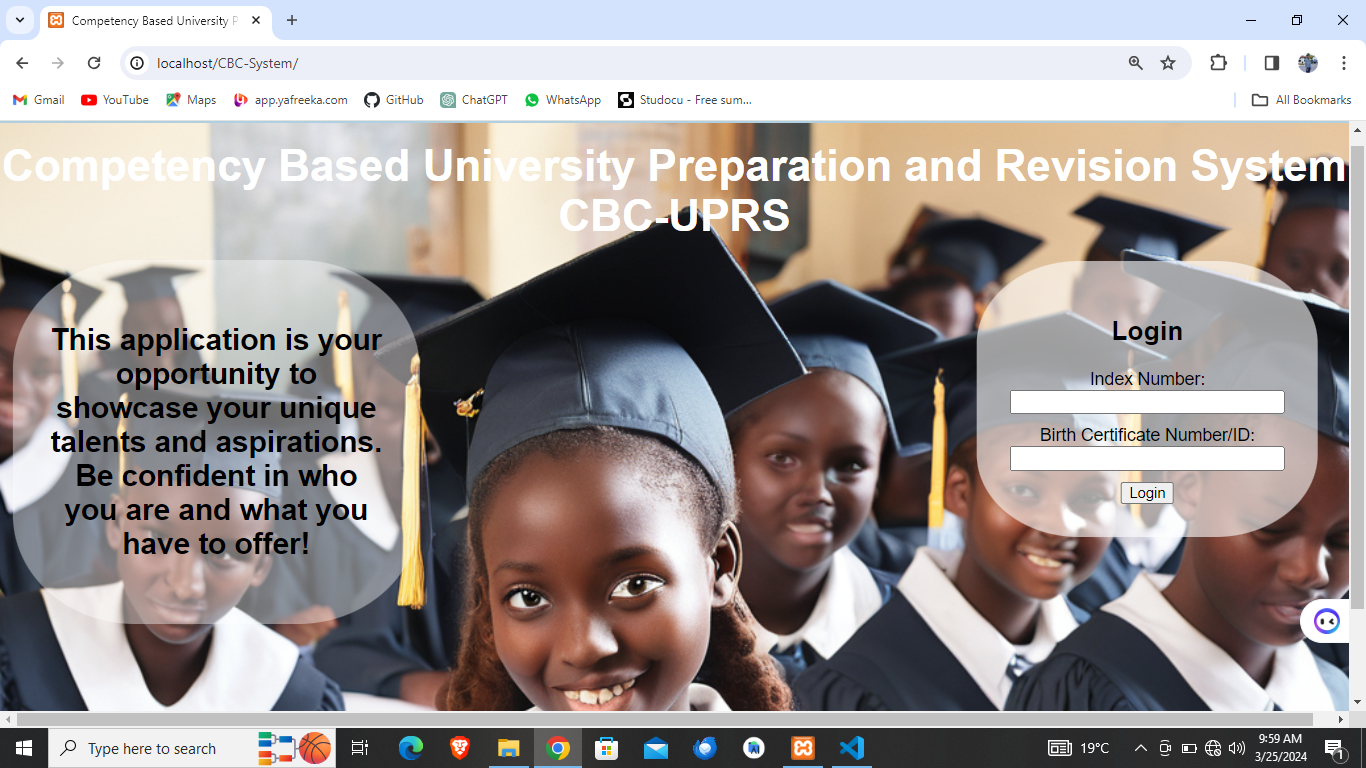 Competency Based University P
localhost/CBC-System/
Gmail
YouTube
Maps
app.yafreeka.com
GitHub
ChatGPT
WhatsApp
Studocu - Free sum...
All Bookmarks
Competency Based University Preparation and Revision System
CBC-UPRS
This application is your
opportunity to
showcase your unique
talents and aspirations.
Be confident in who
you are and what you
have to offer!
Login
Index Number:
Birth Certificate Number/ID:
Login
Type here to search
19°C
9:59 AM
3/25/2024
1